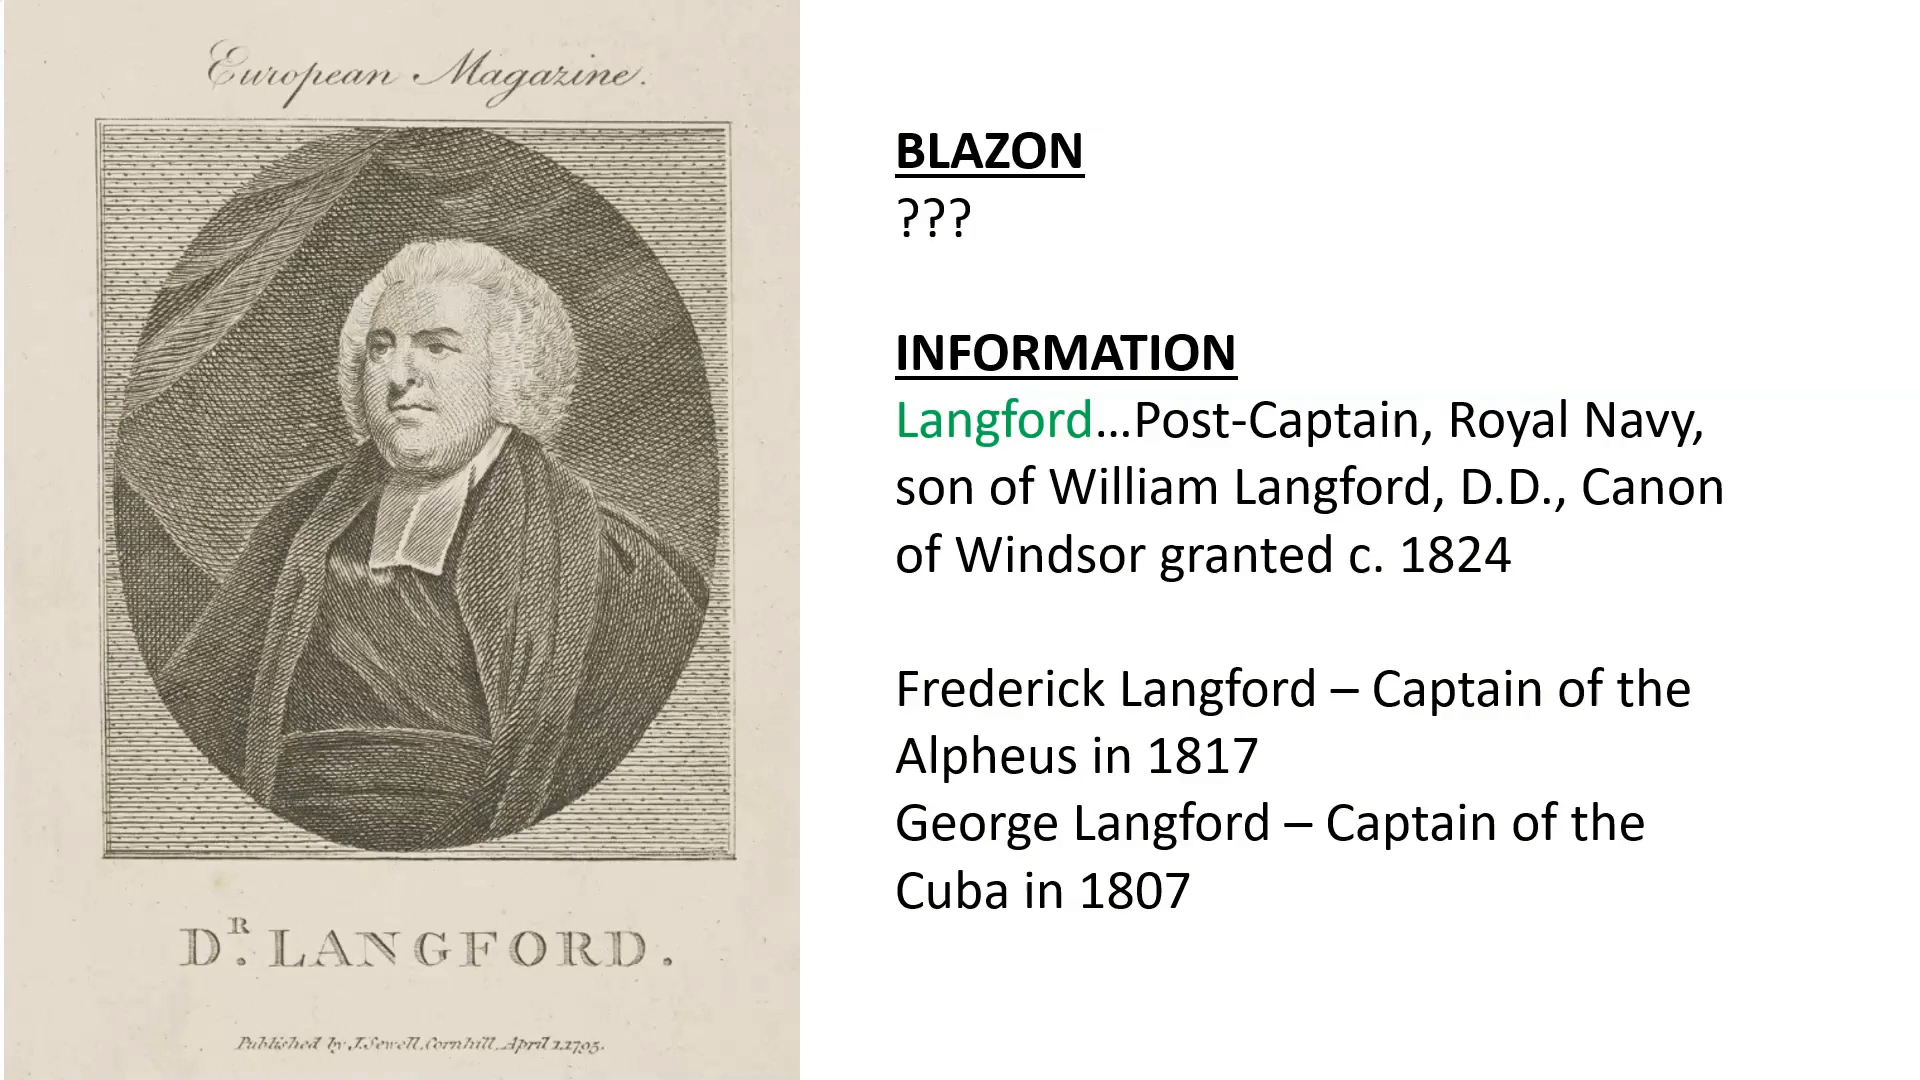 European Magazine.
DR. LANGFORD.
Published by J. Sewell, Cornhill, April 1, 1795.
BLAZON
???
INFORMATION
Langford…Post-Captain, Royal Navy,
son of William Langford, D.D., Canon
of Windsor granted c. 1824
Frederick Langford – Captain of the
Alpheus in 1817
George Langford – Captain of the
Cuba in 1807